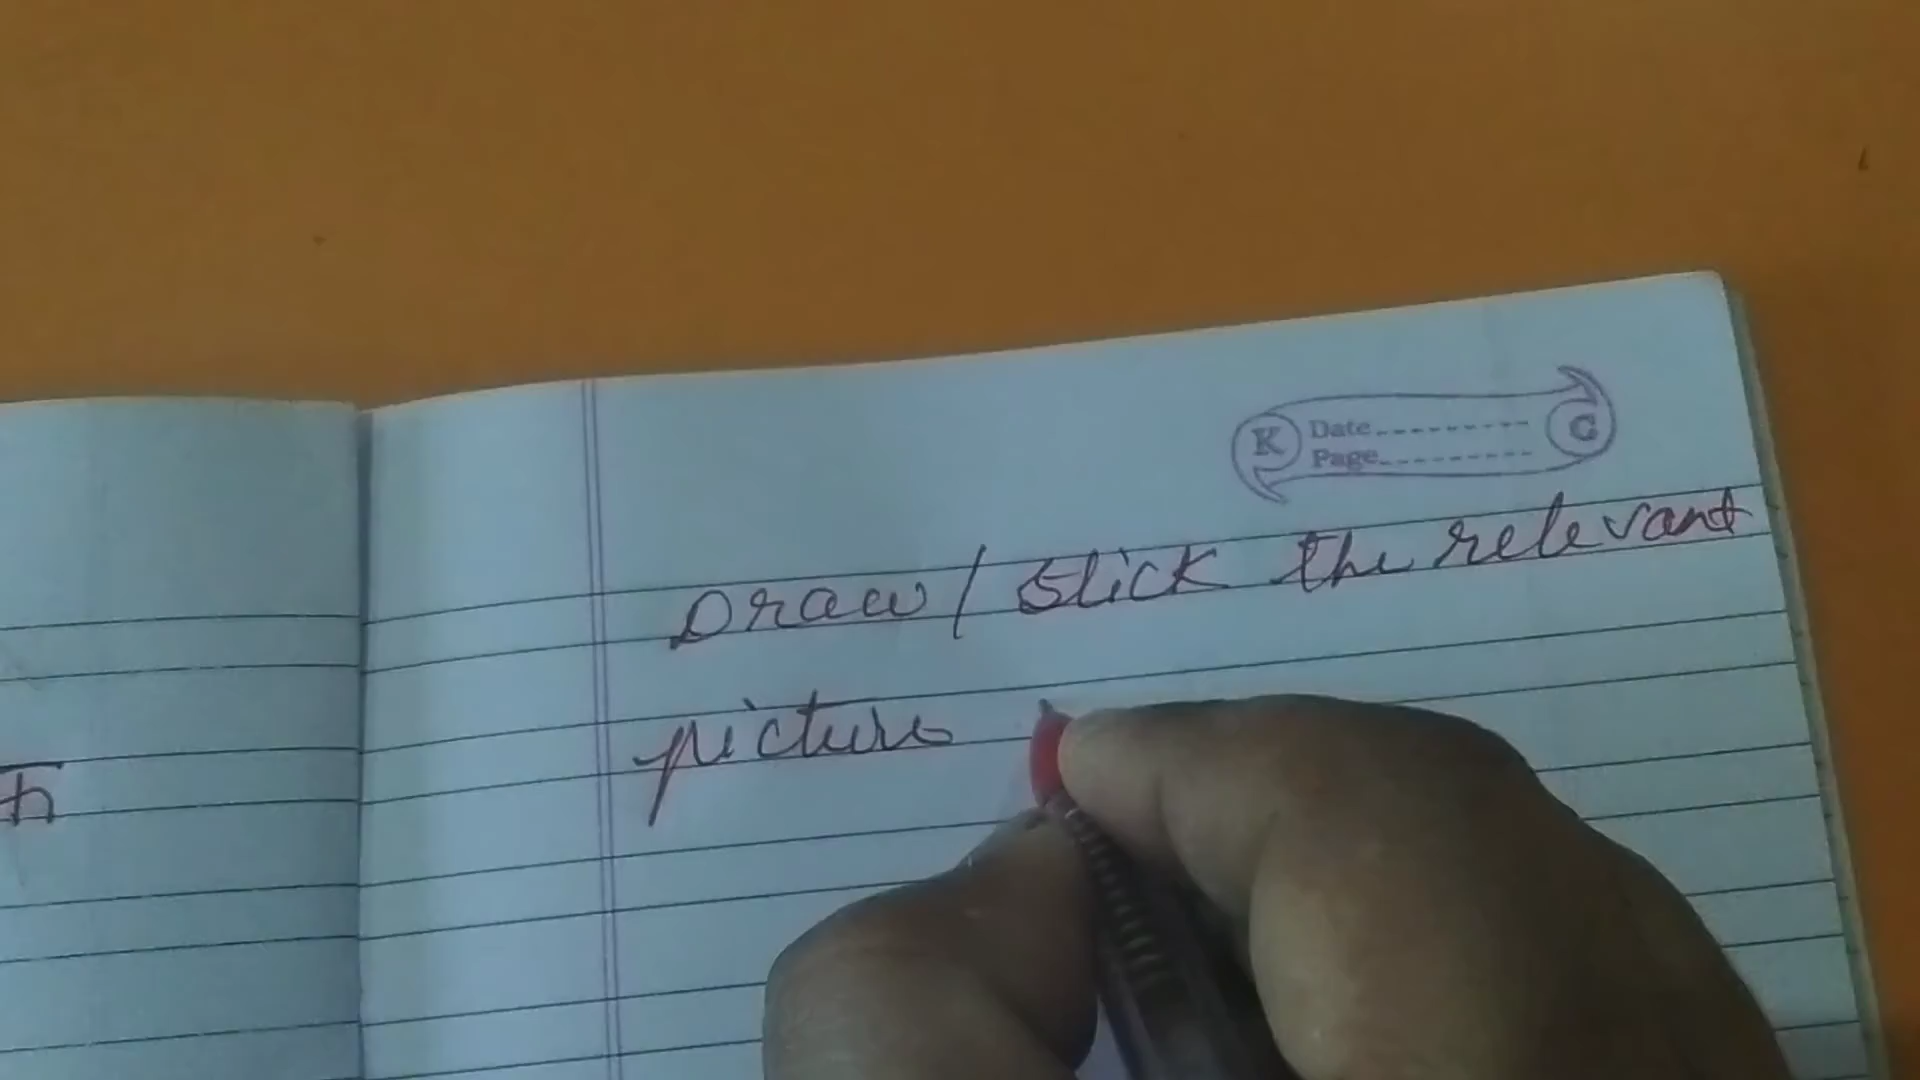 K Date
Page C
Draw / Stick the relevant
picture